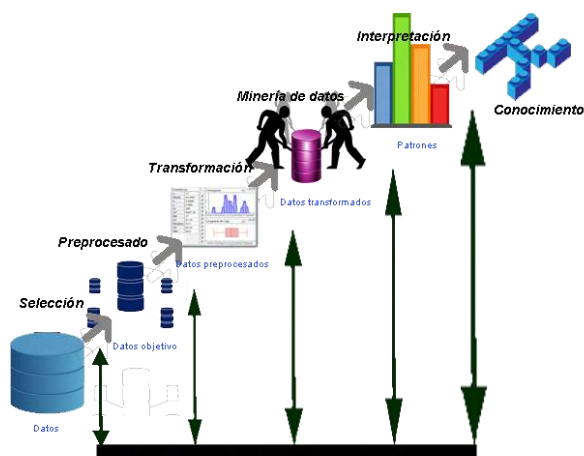 Interpretación
Conocimiento
Minería de datos
Patrones
Transformación
Datos transformados
Preprocesado
Datos preprocesados
Selección
Datos objetivo
Datos